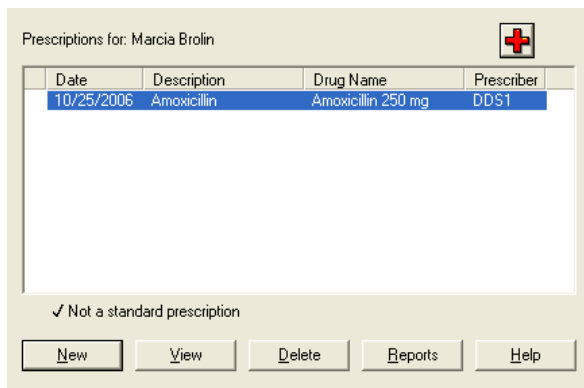 Prescriptions for: Marcia Brolin
Date Description Drug Name Prescriber
10/25/2006 Amoxicillin Amoxicillin 250 mg DDS1
✓ Not a standard prescription
New View Delete Reports Help